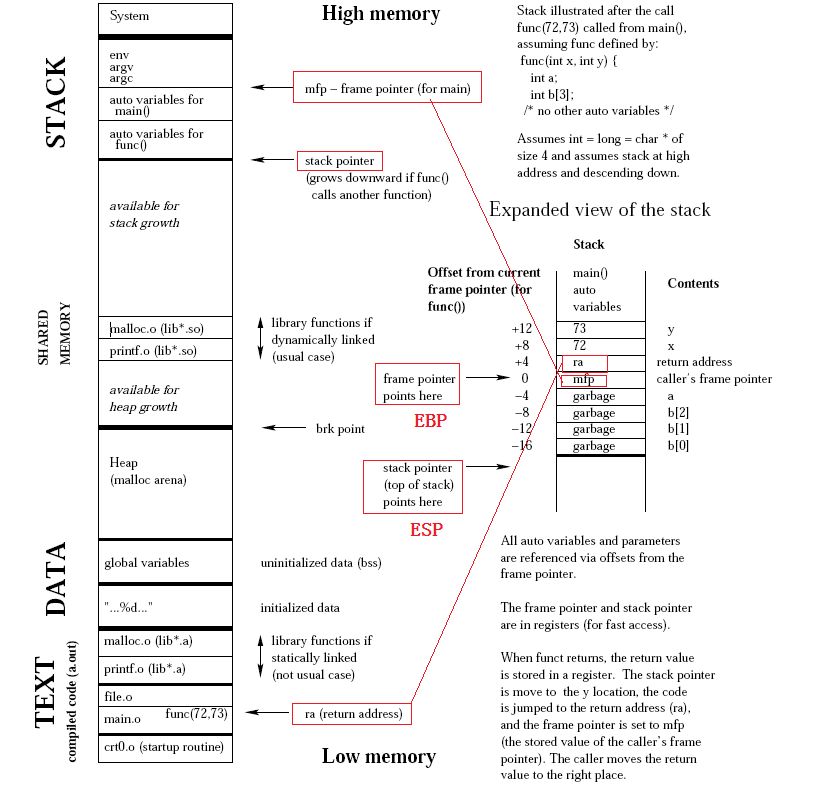 System
High memory
Stack illustrated after the call
func(72,73) called from main(),
assuming func defined by:
func(int x, int y) {
int a;
int b[3];
/* no other auto variables */
Assumes int = long = char * of
size 4 and assumes stack at high
address and descending down.
STACK
env
argv
argc
mfp – frame pointer (for main)
auto variables for
main()
auto variables for
func()
stack pointer
(grows downward if func()
calls another function)
available for
stack growth
Expanded view of the stack
Stack
Offset from current
frame pointer (for
func())
main()
auto
variables
Contents
+12 73 y
+8 72 x
+4 ra return address
0 mfp caller's frame pointer
−4 garbage a
−8 garbage b[2]
−12 garbage b[1]
−16 garbage b[0]
SHARED
MEMORY
malloc.o (lib*.so)
printf.o (lib*.so)
library functions if
dynamically linked
(usual case)
available for
heap growth
frame pointer
points here
EBP
brk point
Heap
(malloc arena)
stack pointer
(top of stack)
points here
ESP
DATA
global variables
uninitialized data (bss)
"...%d..."
initialized data
All auto variables and parameters
are referenced via offsets from the
frame pointer.
The frame pointer and stack pointer
are in registers (for fast access).
When funct returns, the return value
is stored in a register. The stack pointer
is move to the y location, the code
is jumped to the return address (ra),
and the frame pointer is set to mfp
(the stored value of the caller's frame
pointer). The caller moves the return
value to the right place.
TEXT
compiled code (a.out)
malloc.o (lib*.a)
printf.o (lib*.a)
library functions if
statically linked
(not usual case)
file.o
main.o func(72,73)
ra (return address)
crt0.o (startup routine)
Low memory